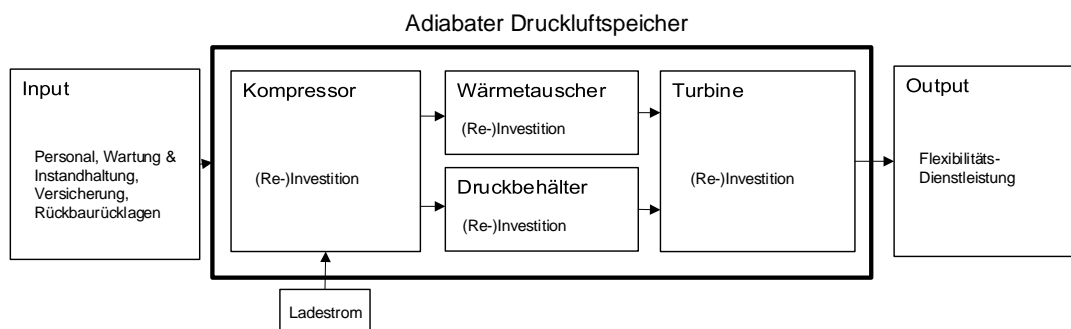 Adiabater Druckluftspeicher
Input
Personal, Wartung &
Instandhaltung,
Versicherung,
Rückbaurücklagen
Kompressor
(Re-)Investition
Wärmetauscher
(Re-)Investition
Druckbehälter
(Re-)Investition
Turbine
(Re-)Investition
Output
Flexibilitäts-
Dienstleistung
Ladestrom